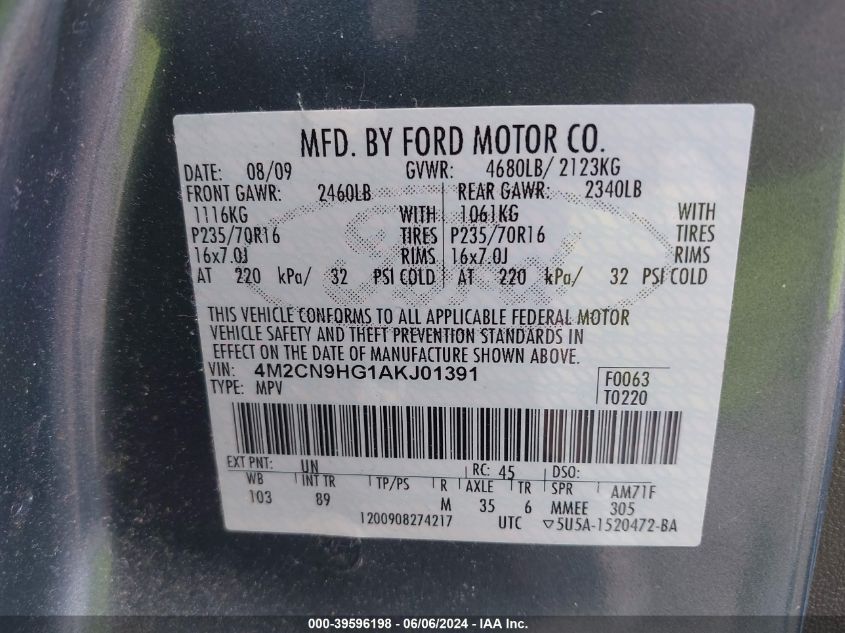 MFD. BY FORD MOTOR CO.
DATE: 08/09 GVWR: 4680LB/ 2123KG
FRONT GAWR: 2460LB REAR GAWR: 2340LB
1116KG WITH 1061KG WITH
P235/70R16 TIRES P235/70R16 TIRES
16x7.0J RIMS 16x7.0J RIMS
AT 220 kPa/ 32 PSI COLD AT 220 kPa/ 32 PSI COLD
THIS VEHICLE CONFORMS TO ALL APPLICABLE FEDERAL MOTOR
VEHICLE SAFETY AND THEFT PREVENTION STANDARDS IN
EFFECT ON THE DATE OF MANUFACTURE SHOWN ABOVE.
VIN: 4M2CN9HG1AKJ01391
TYPE: MPV
F0063
T0220
EXT PNT: UN RC: 45 DSO:
WB INT TR TP/PS R AXLE TR SPR AM71F
103 89 M 35 6 MMEE 305
1200908274217 UTC ▽5U5A-1520472-BA
000-39596198 - 06/06/2024 - IAA Inc.